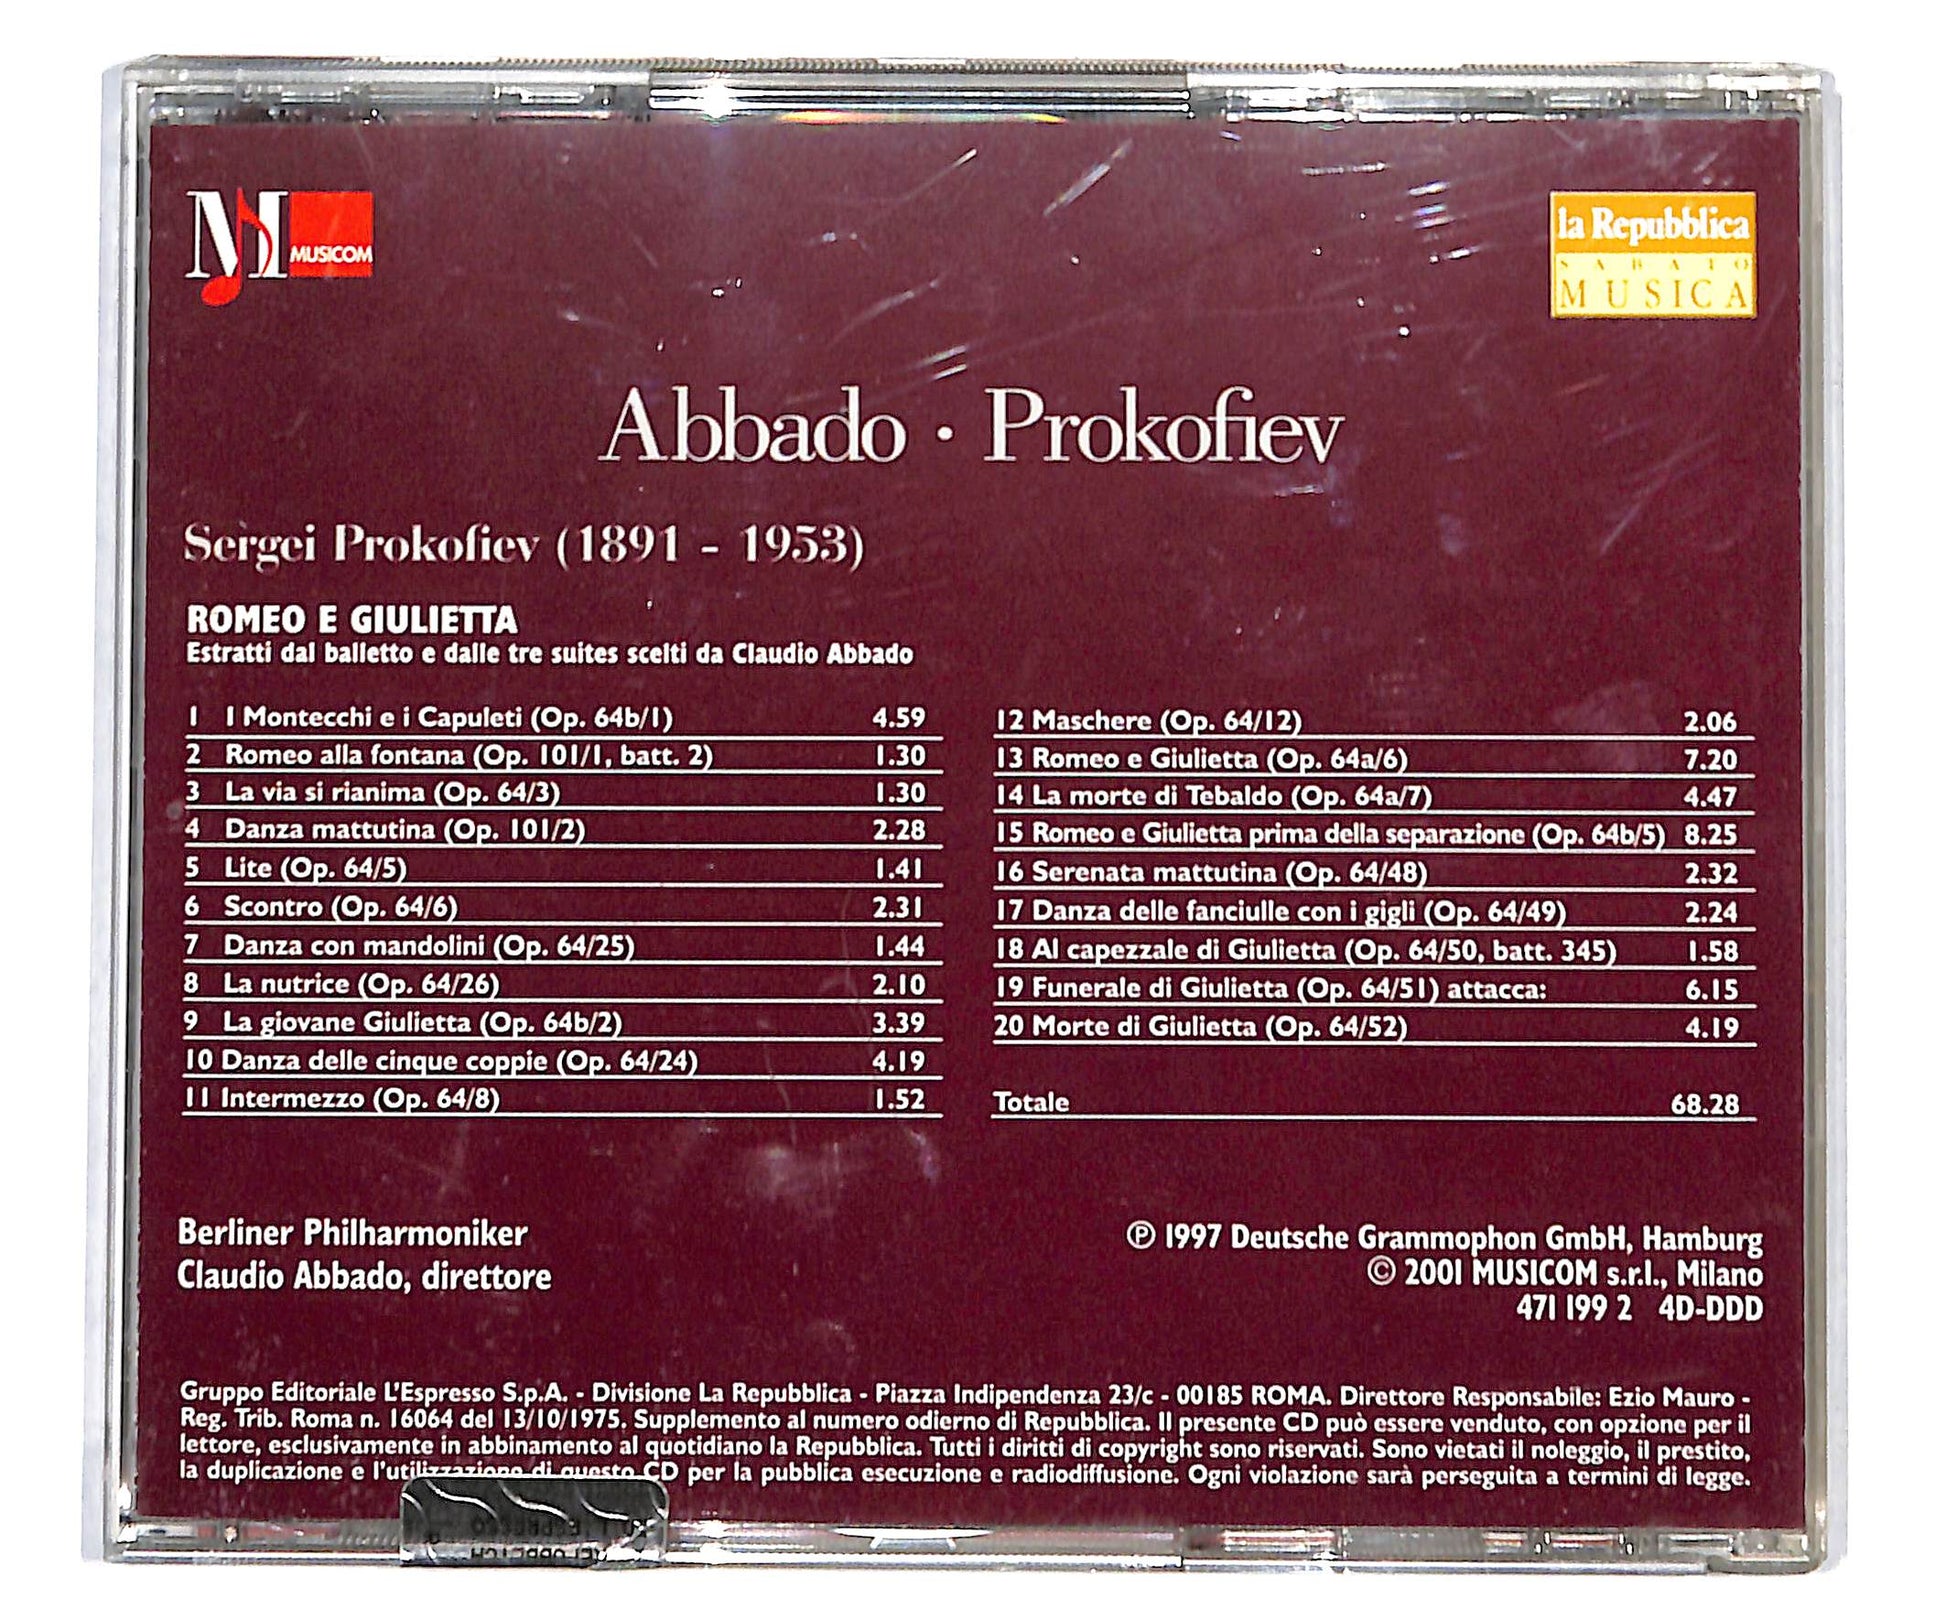 M MUSICOM
la Repubblica
SABATO
MUSICA
Abbado · Prokofiev
Sergei Prokofiev (1891 - 1953)
ROMEO E GIULIETTA
Estratti dal balletto e dalle tre suites scelti da Claudio Abbado
1 I Montecchi e i Capuleti (Op. 64b/1) 4.59
2 Romeo alla fontana (Op. 101/1, batt. 2) 1.30
3 La via si rianima (Op. 64/3) 1.30
4 Danza mattutina (Op. 101/2) 2.28
5 Lite (Op. 64/5) 1.41
6 Scontro (Op. 64/6) 2.31
7 Danza con mandolini (Op. 64/25) 1.44
8 La nutrice (Op. 64/26) 2.10
9 La giovane Giulietta (Op. 64b/2) 3.39
10 Danza delle cinque coppie (Op. 64/24) 4.19
11 Intermezzo (Op. 64/8) 1.52
12 Maschere (Op. 64/12) 2.06
13 Romeo e Giulietta (Op. 64a/6) 7.20
14 La morte di Tebaldo (Op. 64a/7) 4.47
15 Romeo e Giulietta prima della separazione (Op. 64b/5) 8.25
16 Serenata mattutina (Op. 64/48) 2.32
17 Danza delle fanciulle con i gigli (Op. 64/49) 2.24
18 Al capezzale di Giulietta (Op. 64/50, batt. 345) 1.58
19 Funerale di Giulietta (Op. 64/51) attacca: 6.15
20 Morte di Giulietta (Op. 64/52) 4.19
Totale 68.28
Berliner Philharmoniker
Claudio Abbado, direttore
℗ 1997 Deutsche Grammophon GmbH, Hamburg
© 2001 MUSICOM s.r.l., Milano
471 199 2 4D-DDD
Gruppo Editoriale L'Espresso S.p.A. - Divisione La Repubblica - Piazza Indipendenza 23/c - 00185 ROMA. Direttore Responsabile: Ezio Mauro -
Reg. Trib. Roma n. 16064 del 13/10/1975. Supplemento al numero odierno di Repubblica. Il presente CD può essere venduto, con opzione per il
lettore, esclusivamente in abbinamento al quotidiano la Repubblica. Tutti i diritti di copyright sono riservati. Sono vietati il noleggio, il prestito,
la duplicazione e l'utilizzazione di questo CD per la pubblica esecuzione e radiodiffusione. Ogni violazione sarà perseguita a termini di legge.